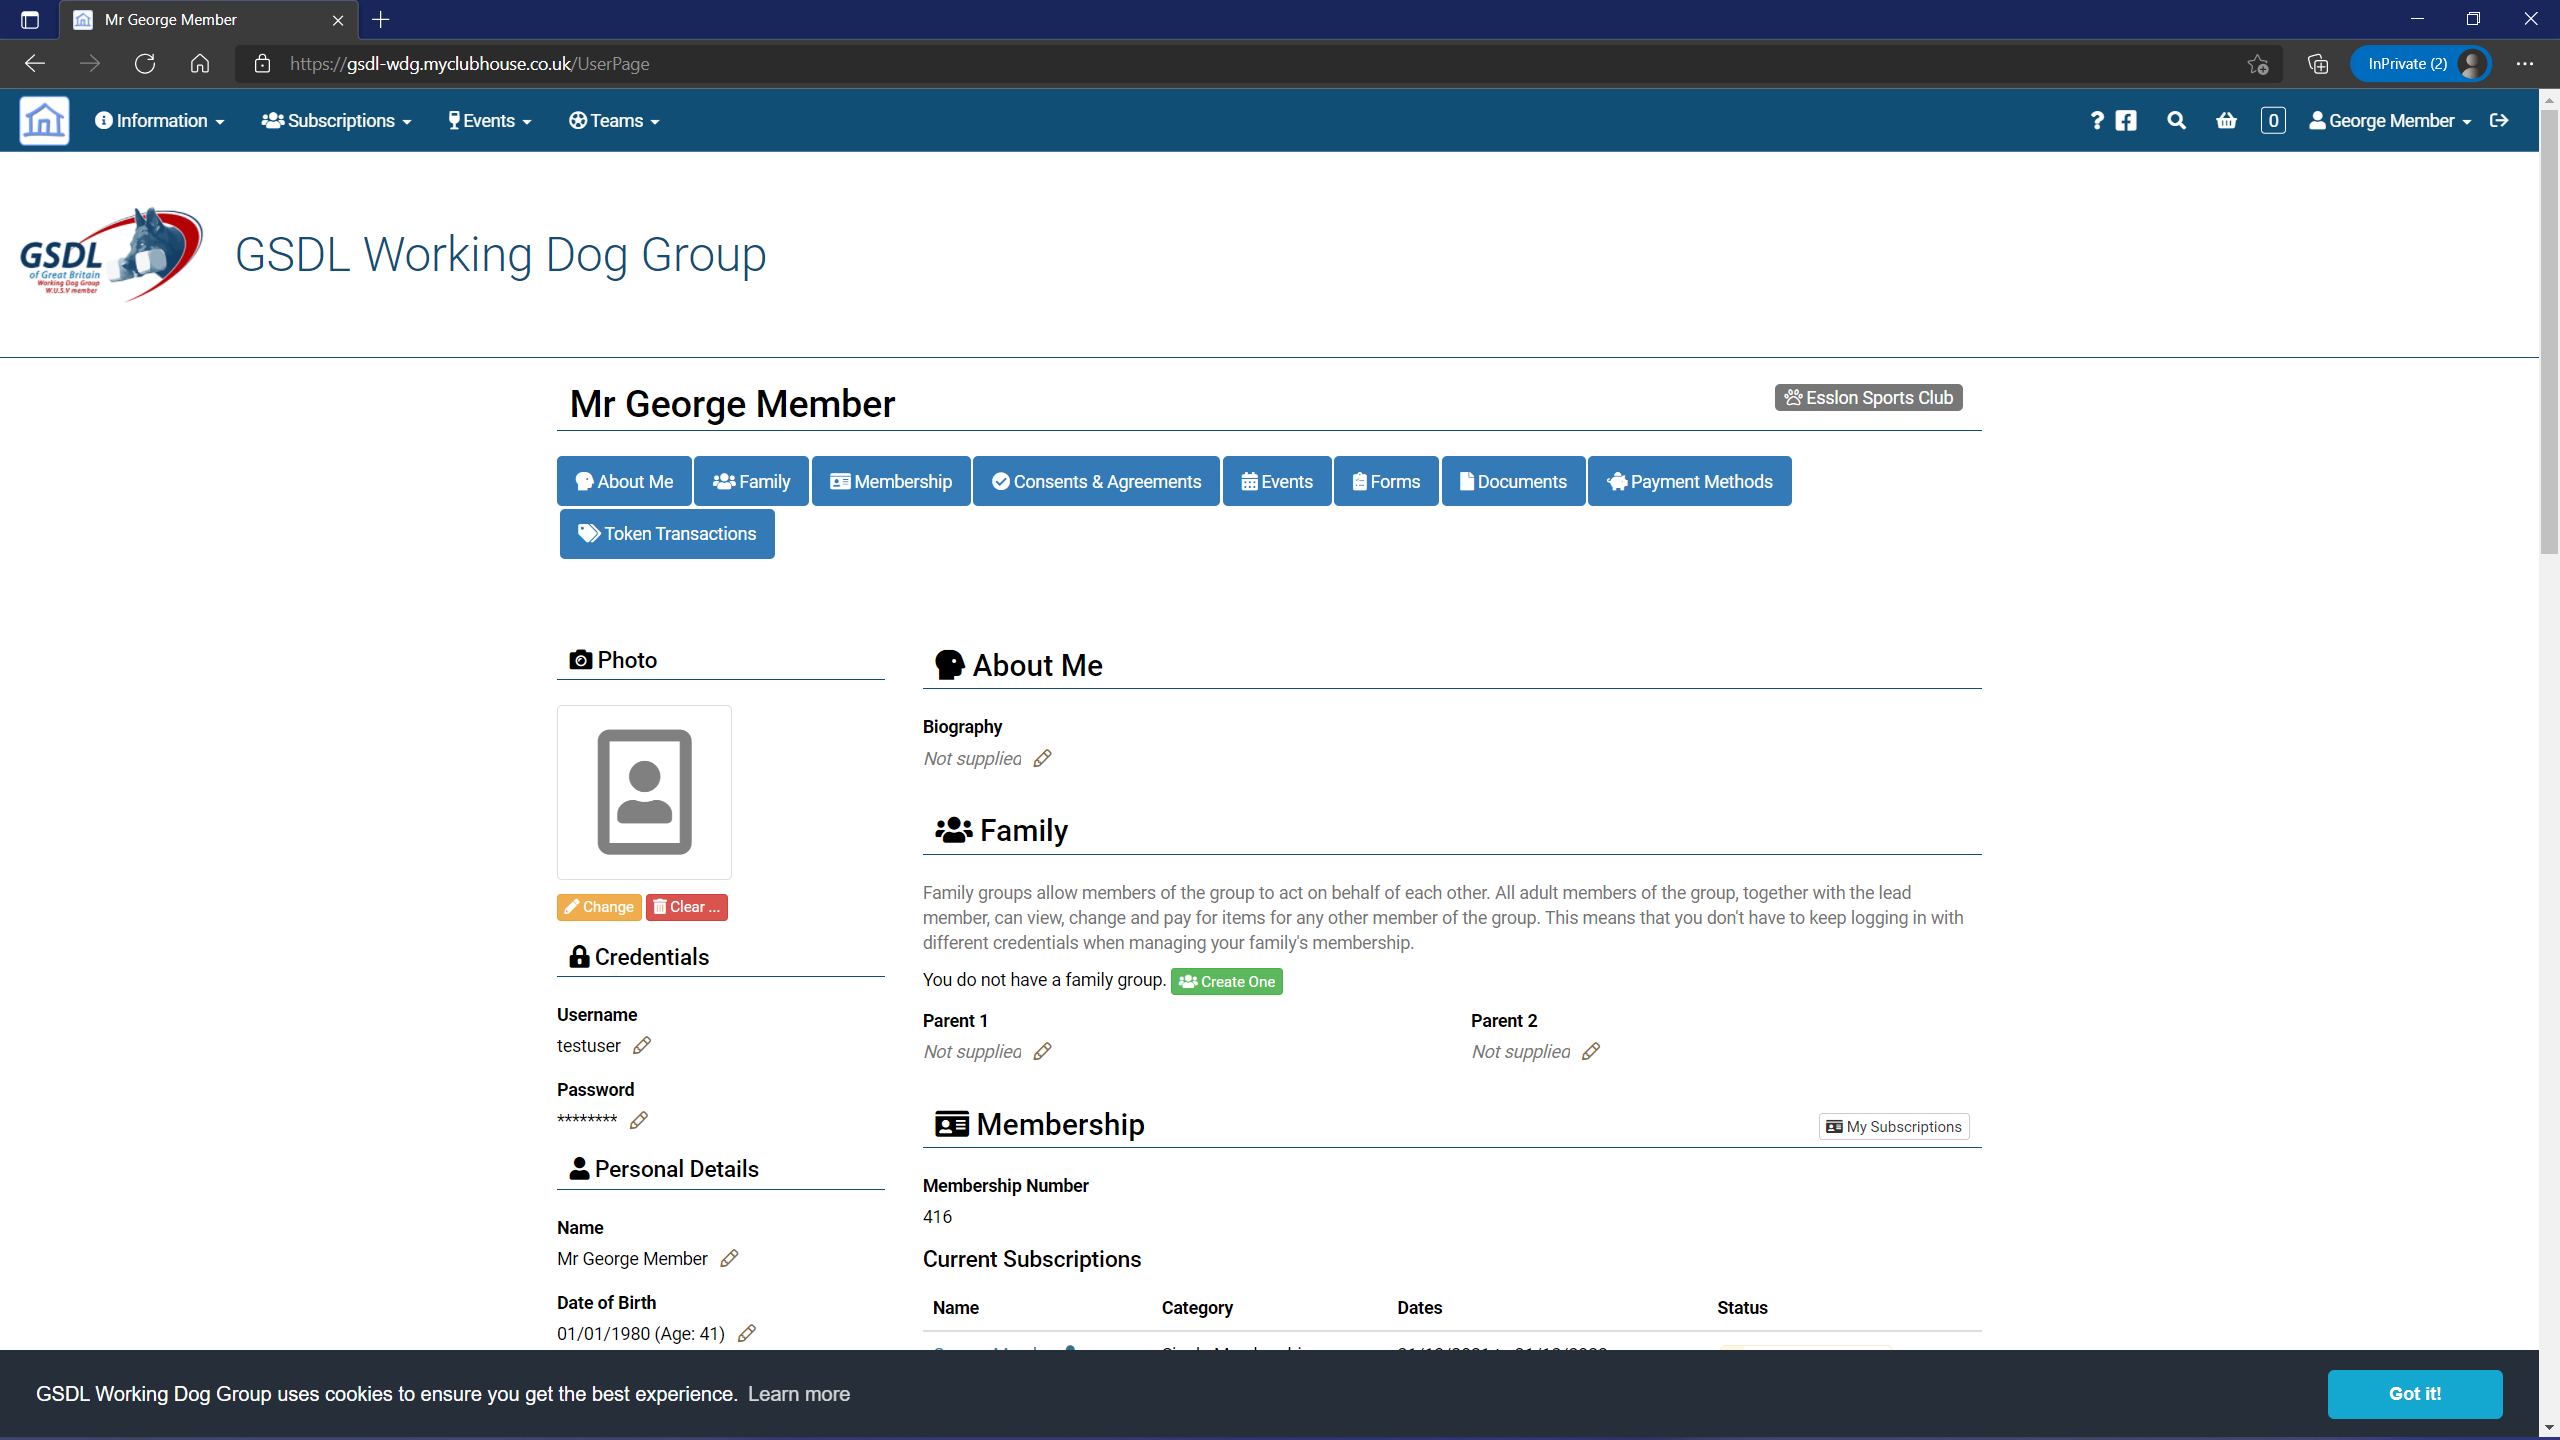 Mr George Member
https://gsdl-wdg.myclubhouse.co.uk/UserPage
InPrivate (2)
Information
Subscriptions
Events
Teams
?
0
George Member
GSDL
of Great Britain
Working Dog Group
W.U.S.V member
GSDL Working Dog Group
Mr George Member
Esslon Sports Club
About Me
Family
Membership
Consents & Agreements
Events
Forms
Documents
Payment Methods
Token Transactions
Photo
Change
Clear ...
Credentials
Username
testuser
Password
********
Personal Details
Name
Mr George Member
Date of Birth
01/01/1980 (Age: 41)
About Me
Biography
Not supplied
Family
Family groups allow members of the group to act on behalf of each other. All adult members of the group, together with the lead
member, can view, change and pay for items for any other member of the group. This means that you don't have to keep logging in with
different credentials when managing your family's membership.
You do not have a family group.
Create One
Parent 1
Not supplied
Parent 2
Not supplied
Membership
My Subscriptions
Membership Number
416
Current Subscriptions
Name
Category
Dates
Status
GSDL Working Dog Group uses cookies to ensure you get the best experience. Learn more
Got it!